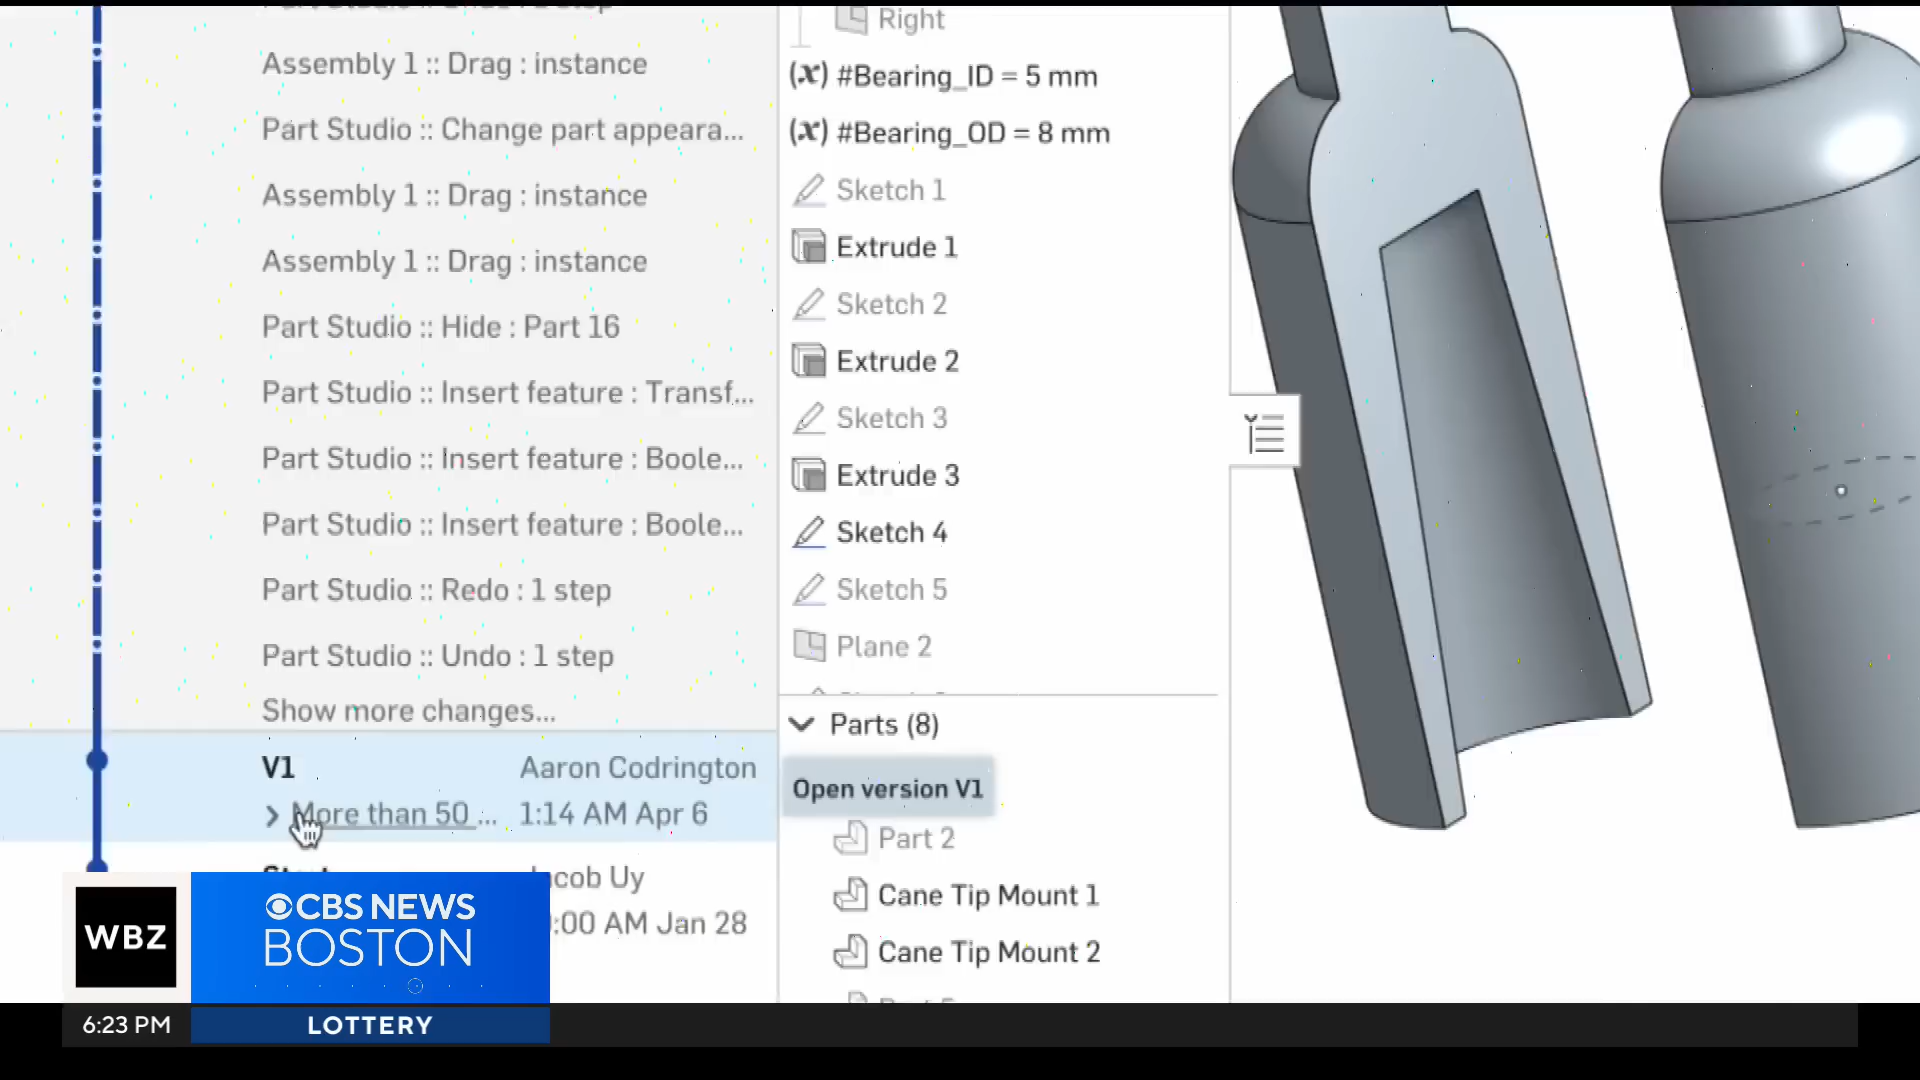 Assembly 1 :: Drag : instance
Part Studio :: Change part appeara...
Assembly 1 :: Drag : instance
Assembly 1 :: Drag : instance
Part Studio :: Hide : Part 16
Part Studio :: Insert feature : Transf...
Part Studio :: Insert feature : Boole...
Part Studio :: Insert feature : Boole...
Part Studio :: Redo : 1 step
Part Studio :: Undo : 1 step
Show more changes...
V1 Aaron Codrington
More than 50 ... 1:14 AM Apr 6
Uy
:00 AM Jan 28
Right
(x) #Bearing_ID = 5 mm
(x) #Bearing_OD = 8 mm
Sketch 1
Extrude 1
Sketch 2
Extrude 2
Sketch 3
Extrude 3
Sketch 4
Sketch 5
Plane 2
Parts (8)
Open version V1
Part 2
Cane Tip Mount 1
Cane Tip Mount 2
WBZ
CBS NEWS
BOSTON
6:23 PM
LOTTERY